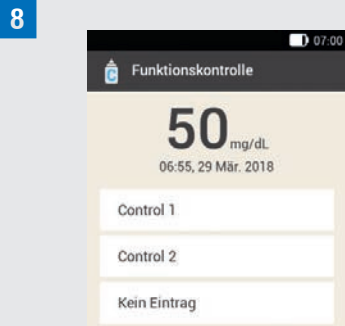 8
07:00
C Funktionskontrolle
50 mg/dL
06:55, 29 Mär. 2018
Control 1
Control 2
Kein Eintrag